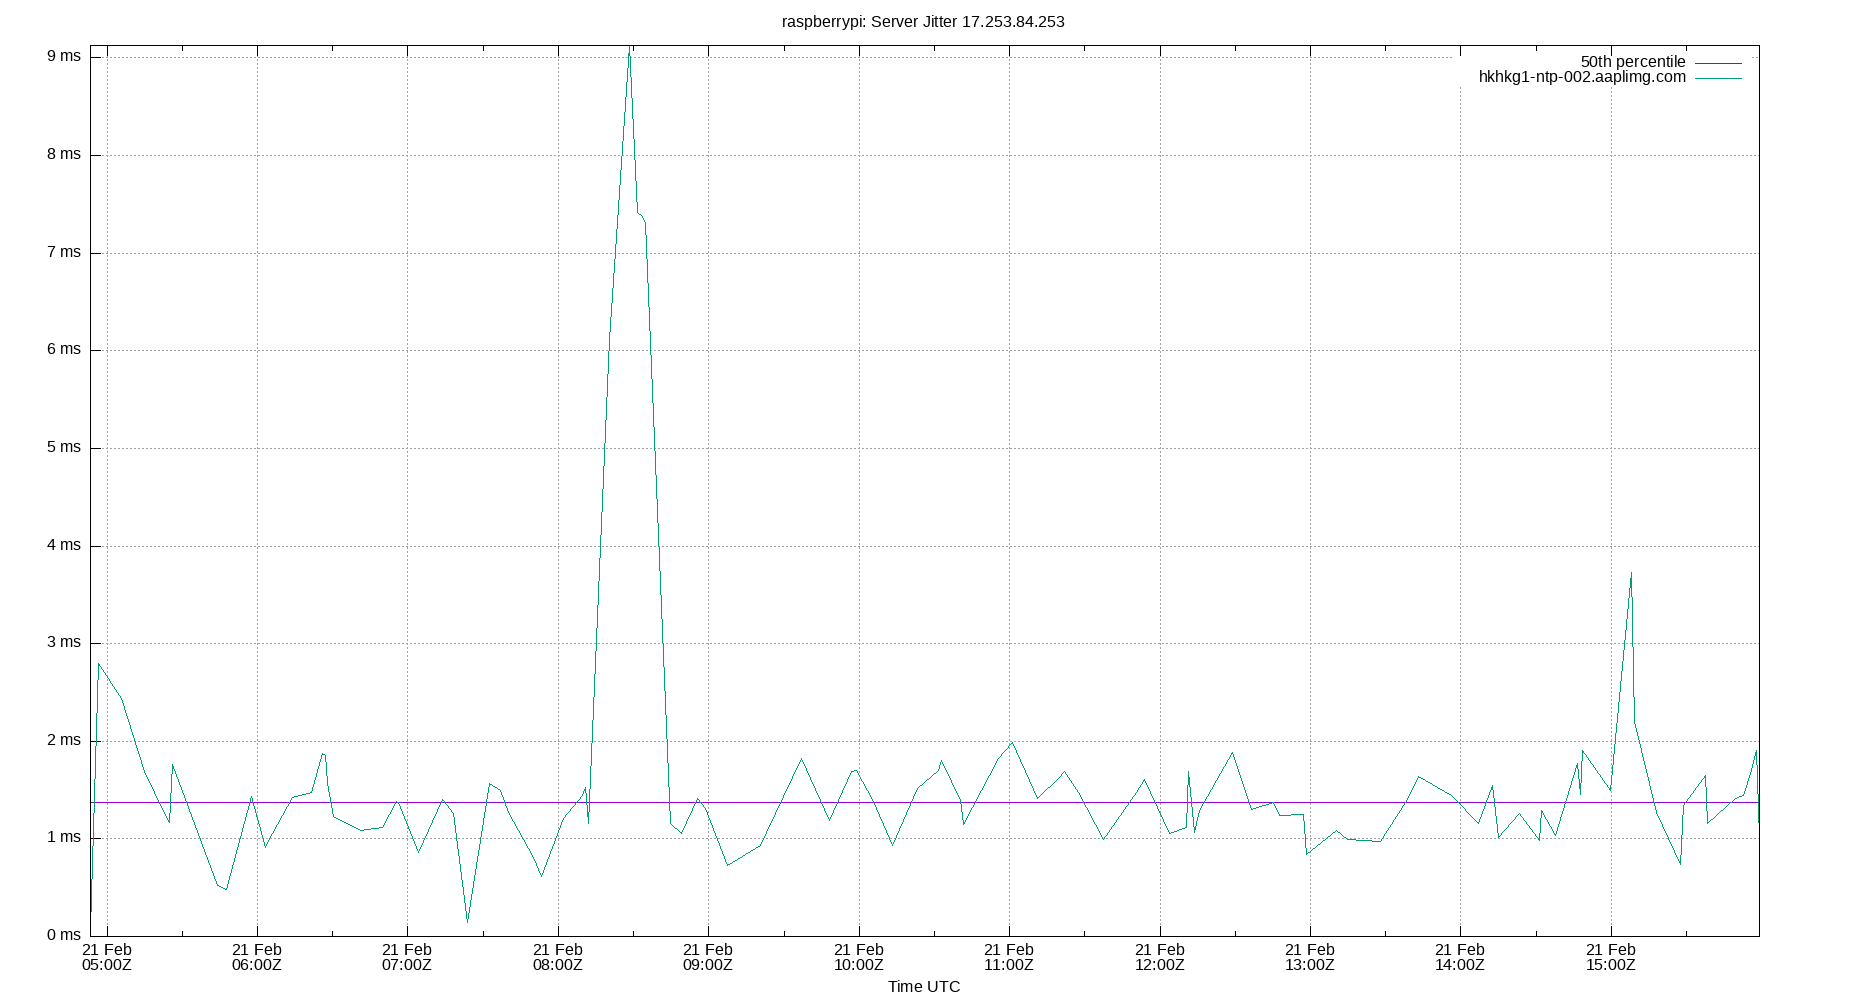 raspberrypi: Server Jitter 17.253.84.253
9 ms
8 ms
7 ms
6 ms
5 ms
4 ms
3 ms
2 ms
1 ms
0 ms
50th percentile
hkhkg1-ntp-002.aaplimg.com
21 Feb 21 Feb 21 Feb 21 Feb 21 Feb 21 Feb 21 Feb 21 Feb 21 Feb 21 Feb 21 Feb
05:00Z 06:00Z 07:00Z 08:00Z 09:00Z 10:00Z 11:00Z 12:00Z 13:00Z 14:00Z 15:00Z
Time UTC